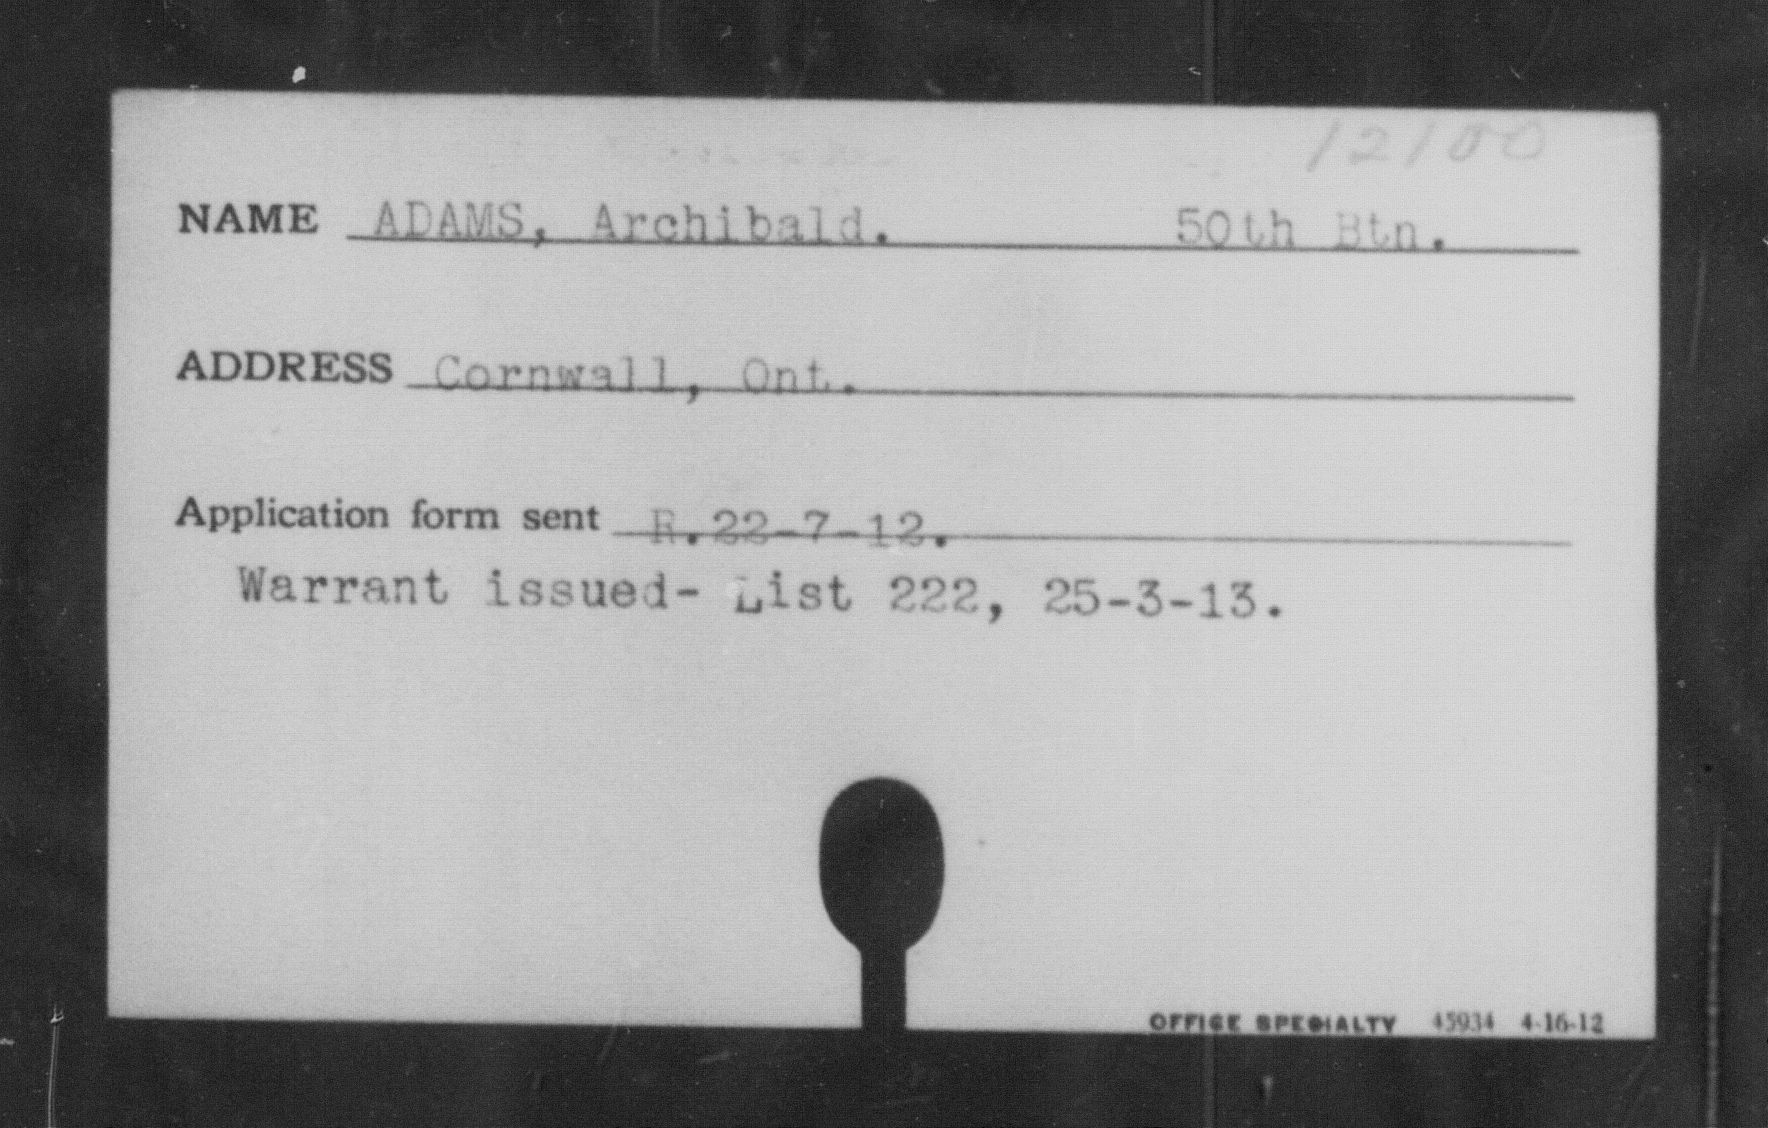 12100
NAME ADAMS, Archibald. 50th Btn.
ADDRESS Cornwall, Ont.
Application form sent R.22-7-12.
Warrant issued- List 222, 25-3-13.
OFFICE SPECIALTY 45934 4-16-12